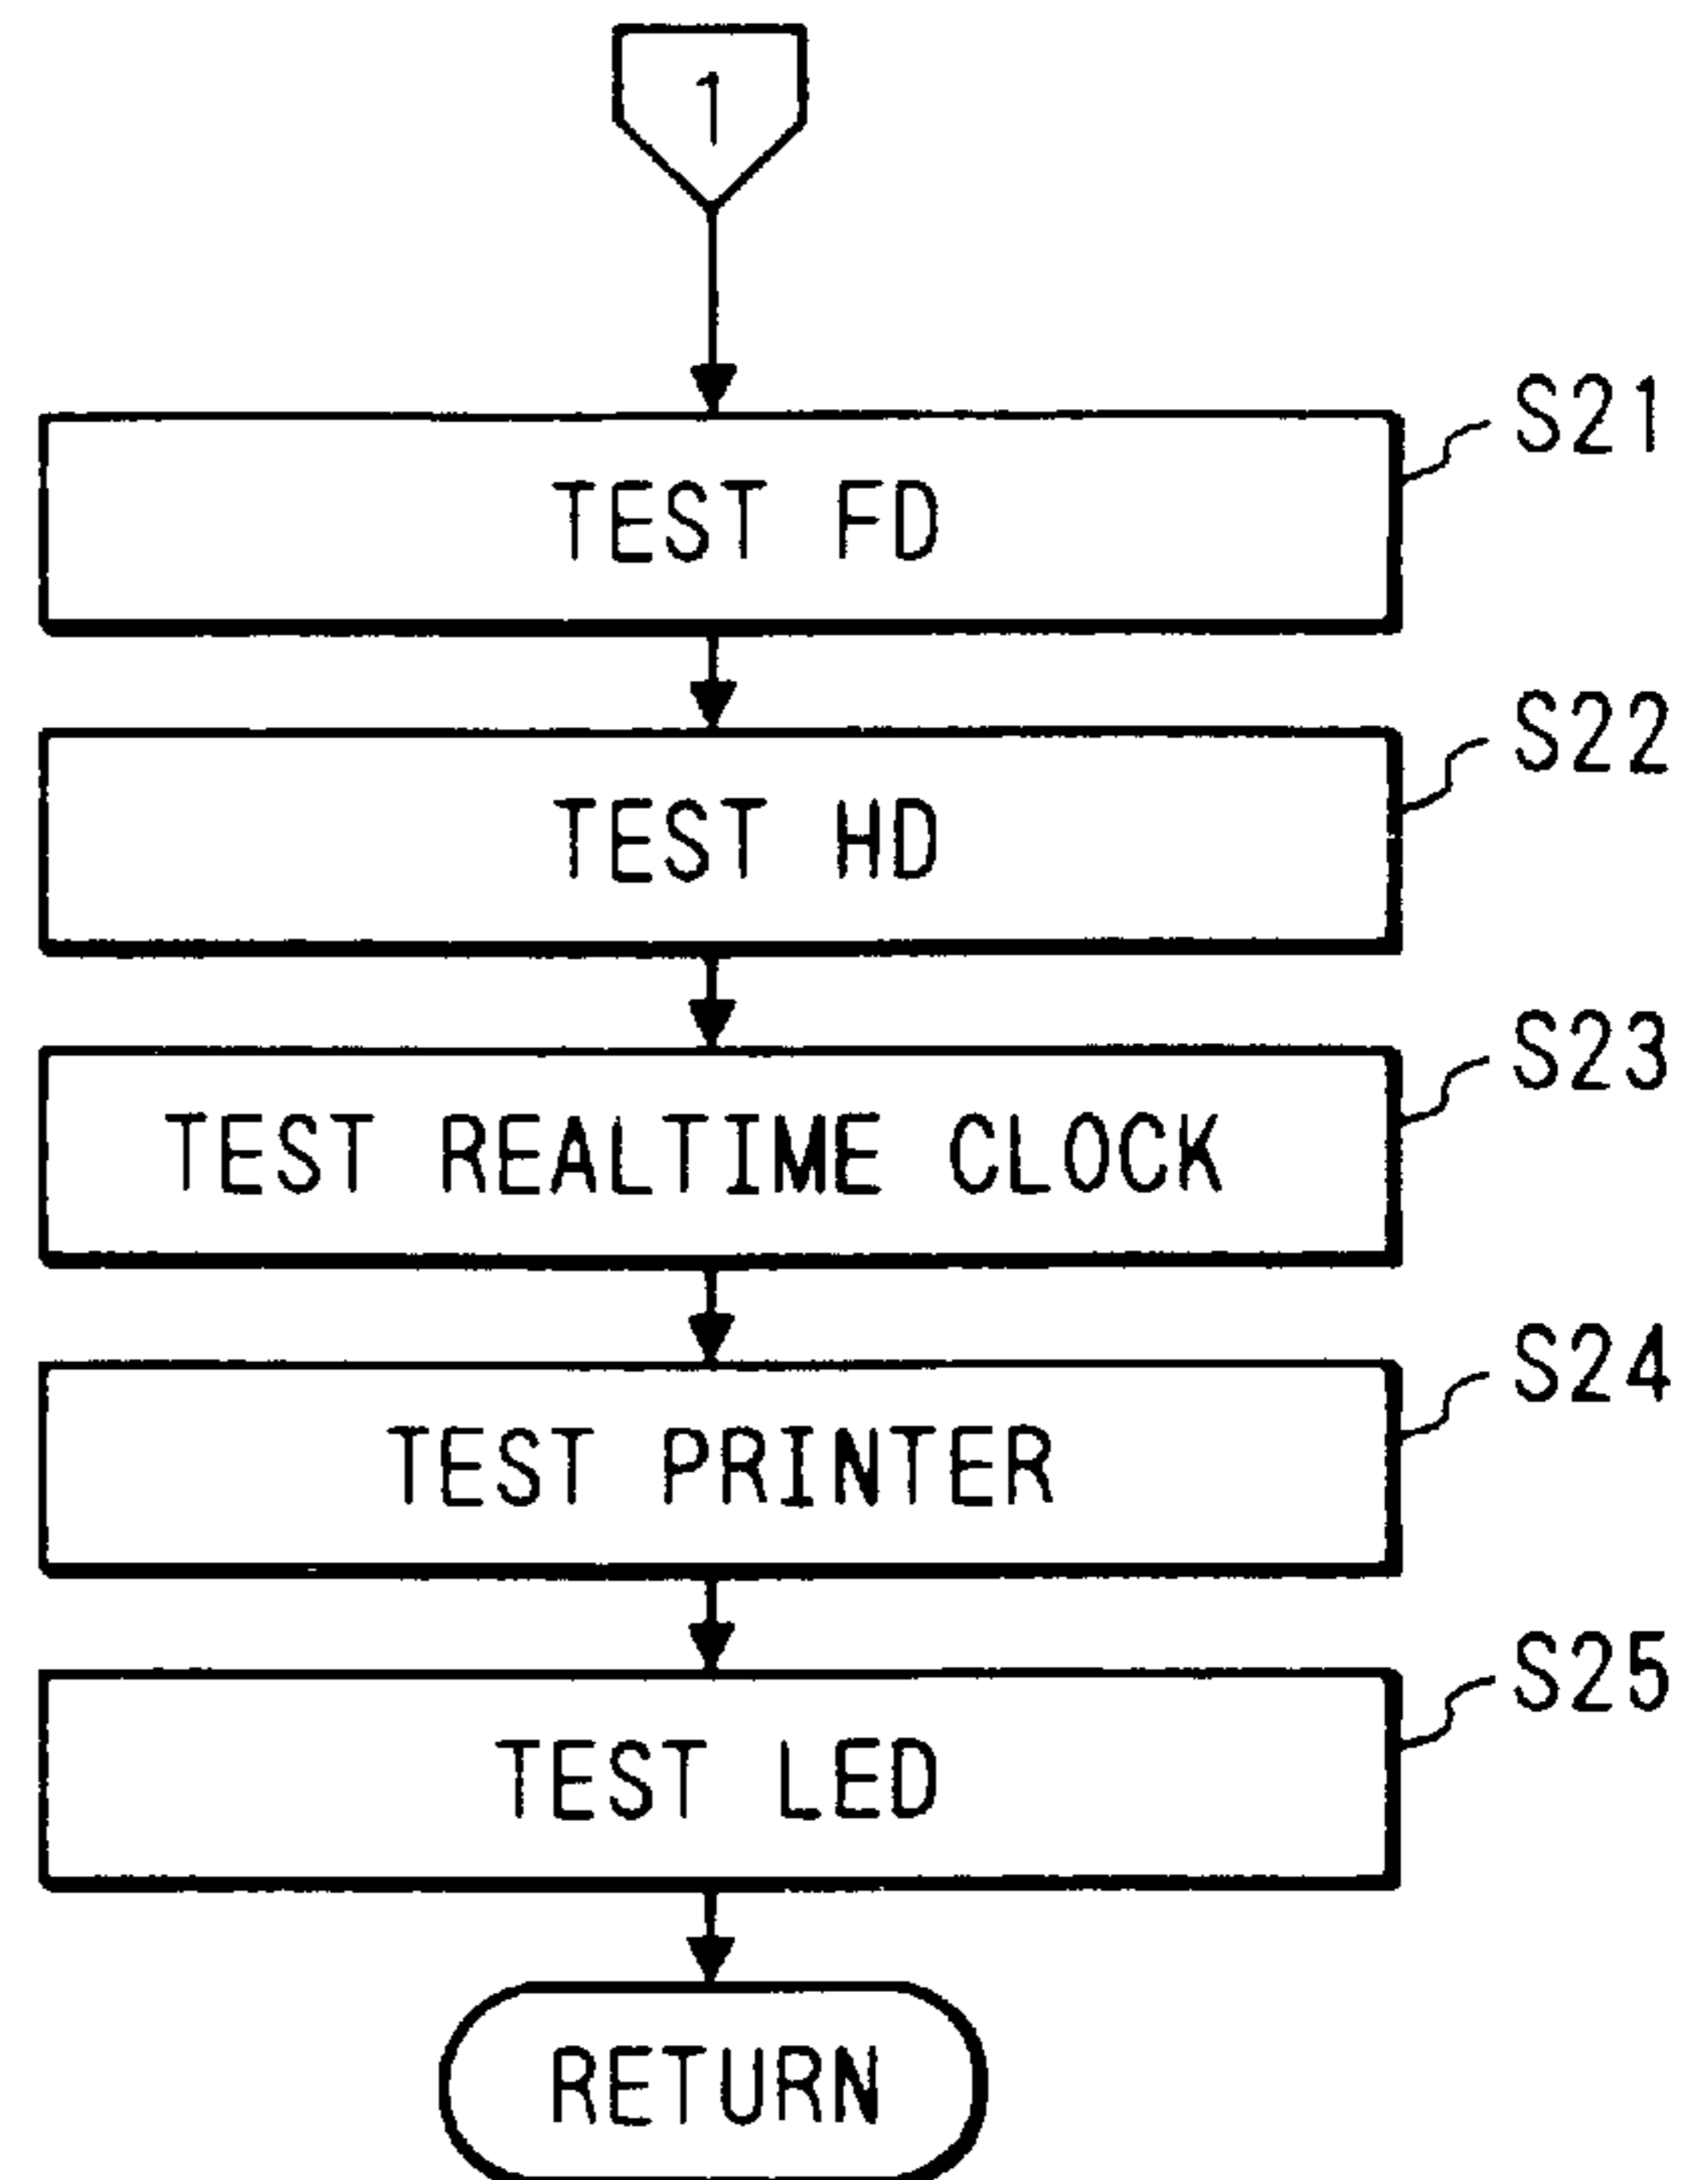 1
S21
TEST FD
S22
TEST HD
S23
TEST REALTIME CLOCK
S24
TEST PRINTER
S25
TEST LED
RETURN